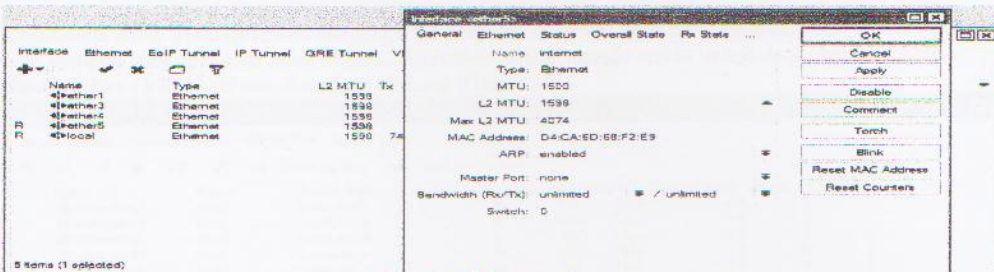 Interface Ethernet EoIP Tunnel IP Tunnel GRE Tunnel
Name Type L2 MTU Tx
ether1 Ethernet 1598
ether3 Ethernet 1598
ether4 Ethernet 1598
R ether5 Ethernet 1598
R local Ethernet 1598
5 items (1 selected)
Interface <ether5>
General Ethernet Status Overall Stats Rx Stats ...
Name: internet
Type: Ethernet
MTU: 1500
L2 MTU: 1598
Max L2 MTU: 4074
MAC Address: D4:CA:6D:68:F2:E9
ARP: enabled
Master Port: none
Bandwidth (Rx/Tx): unlimited / unlimited
Switch: 0
OK
Cancel
Apply
Disable
Comment
Torch
Blink
Reset MAC Address
Reset Counters